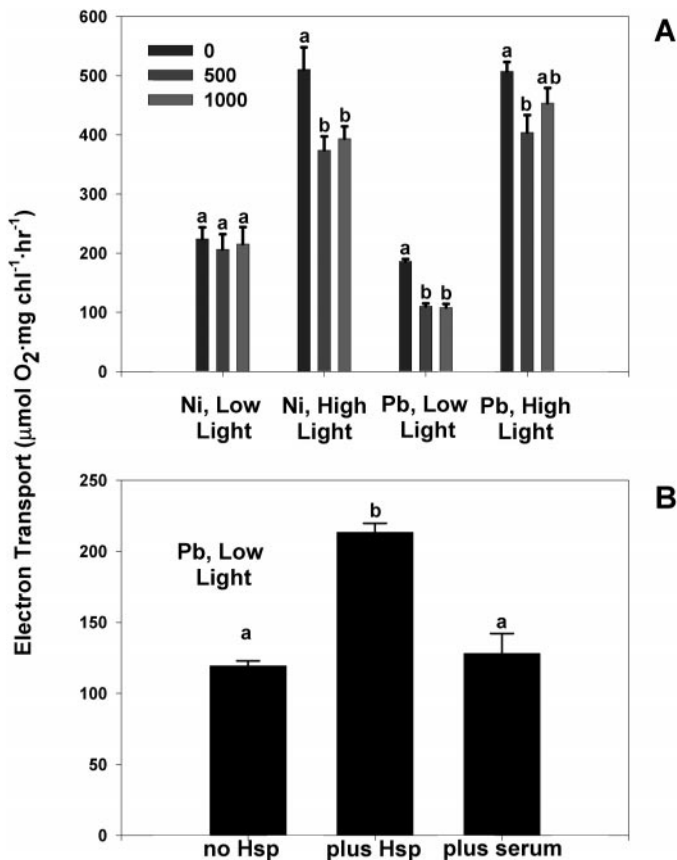 A
600
500
400
300
200
100
0
0
500
1000
a
b
b
a
b
ab
a
a
a
a
b
b
Ni, Low
Light
Ni, High
Light
Pb, Low
Light
Pb, High
Light
Electron Transport (μmol O₂·mg chl⁻¹·hr⁻¹)
B
250
200
150
100
50
0
Pb, Low
Light
a
b
a
no Hsp
plus Hsp
plus serum